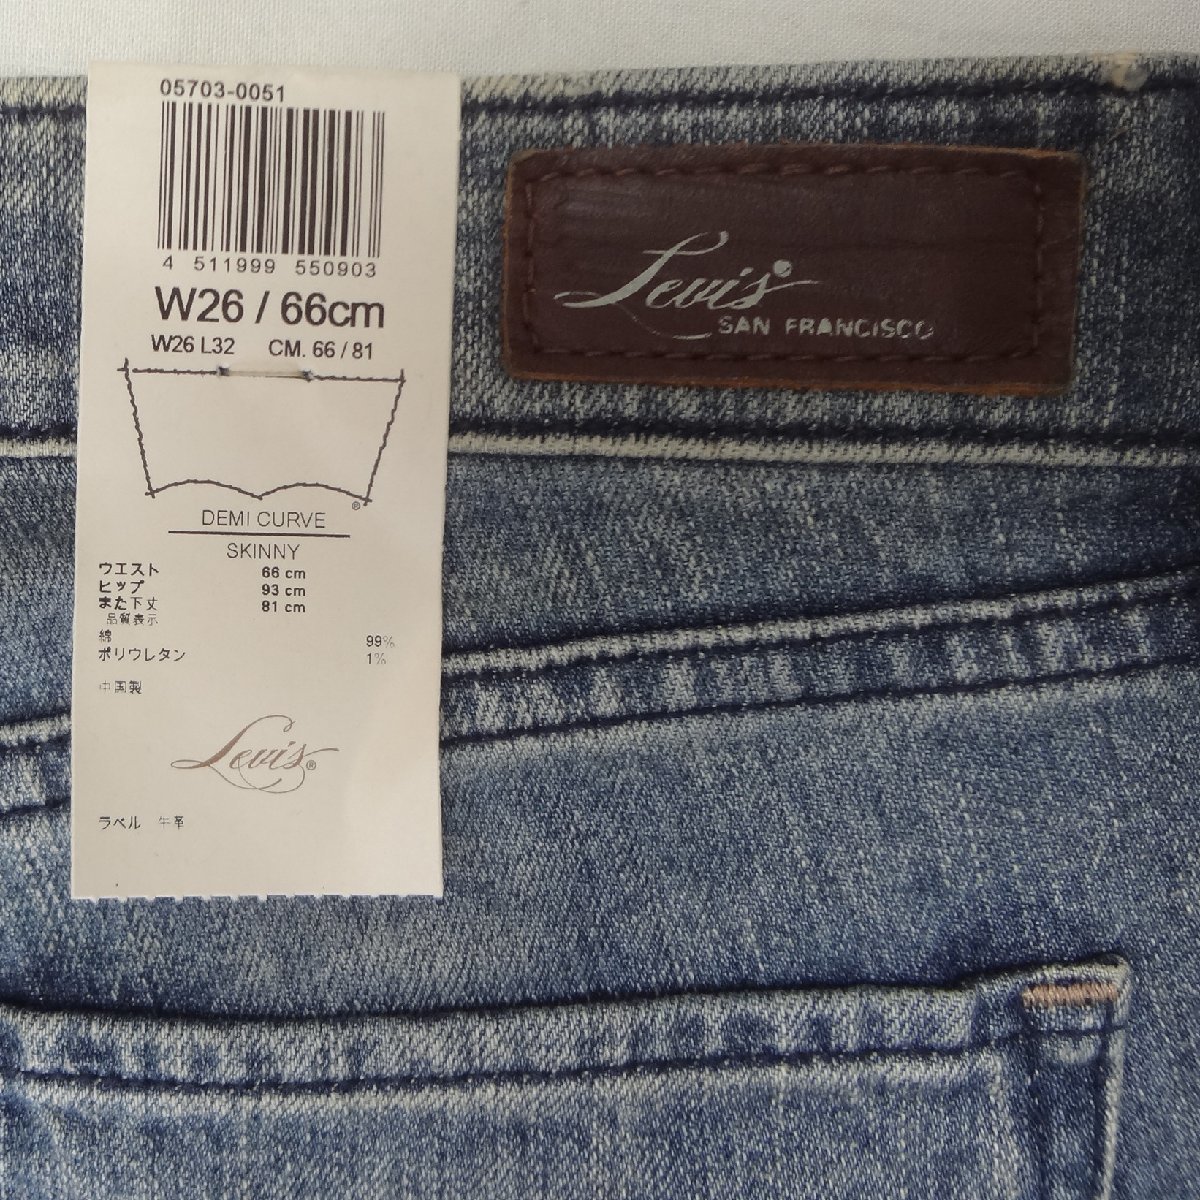 05703-0051
4 511999 550903
W26 / 66cm
W26 L32 CM. 66 / 81
®
DEMI CURVE
SKINNY
ウエスト 66 cm
ヒップ 93 cm
また下丈 81 cm
品質表示
綿 99%
ポリウレタン 1%
中国製
Levi's®
ラベル 牛革
Levi's
SAN FRANCISCO